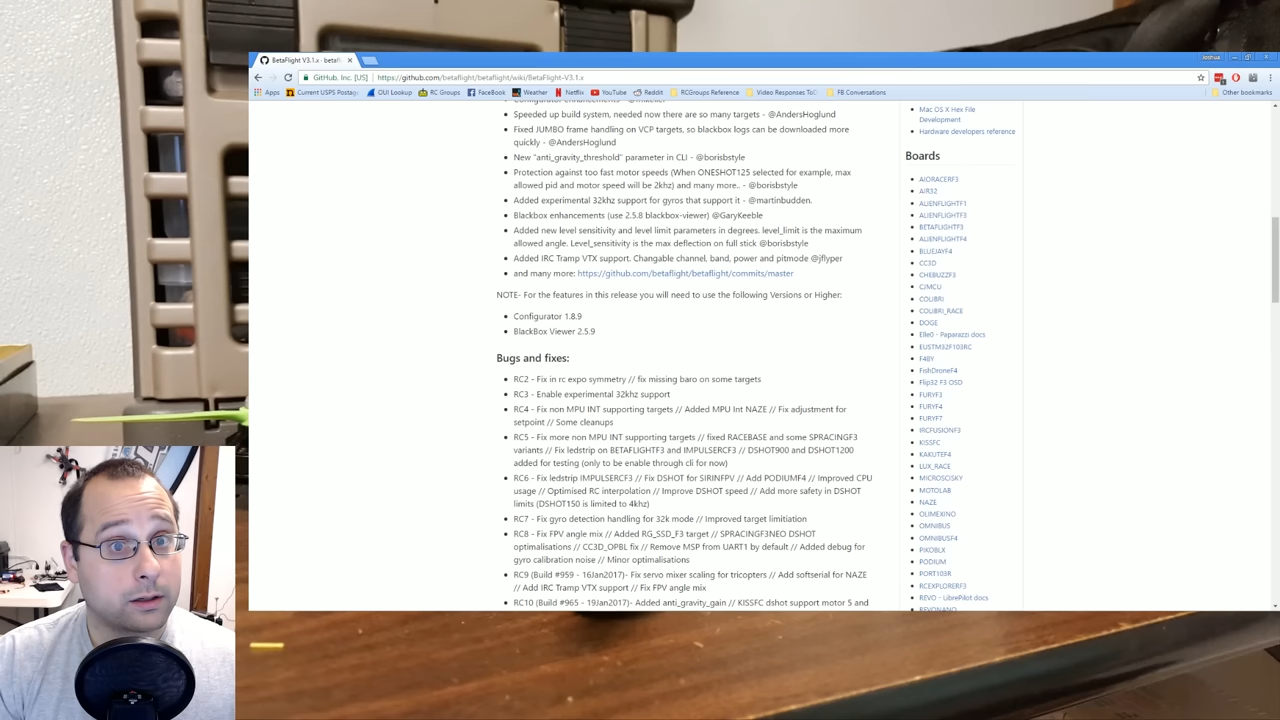 BetaFlight V3.1.x · betafl
Joshua
GitHub, Inc. [US] https://github.com/betaflight/betaflight/wiki/BetaFlight-V3.1.x
Apps Current USPS Postag OUI Lookup RC Groups FaceBook Weather Netflix YouTube Reddit RCGroups Reference Video Responses ToD FB Conversations Other bookmarks
Speeded up build system, needed now there are so many targets - @AndersHoglund
Fixed JUMBO frame handling on VCP targets, so blackbox logs can be downloaded more
quickly - @AndersHoglund
New "anti_gravity_threshold" parameter in CLI - @borisbstyle
Protection against too fast motor speeds (When ONESHOT125 selected for example, max
allowed pid and motor speed will be 2khz) and many more.. - @borisbstyle
Added experimental 32khz support for gyros that support it - @martinbudden.
Blackbox enhancements (use 2.5.8 blackbox-viewer) @GaryKeeble
Added new level sensitivity and level limit parameters in degrees. level_limit is the maximum
allowed angle. Level_sensitivity is the max deflection on full stick @borisbstyle
Added IRC Tramp VTX support. Changable channel, band, power and pitmode @jflyper
and many more: https://github.com/betaflight/betaflight/commits/master
NOTE- For the features in this release you will need to use the following Versions or Higher:
Configurator 1.8.9
BlackBox Viewer 2.5.9
Bugs and fixes:
RC2 - Fix in rc expo symmetry // fix missing baro on some targets
RC3 - Enable experimental 32khz support
RC4 - Fix non MPU INT supporting targets // Added MPU Int NAZE // Fix adjustment for
setpoint // Some cleanups
RC5 - Fix more non MPU INT supporting targets // fixed RACEBASE and some SPRACINGF3
variants // Fix ledstrip on BETAFLIGHTF3 and IMPULSERCF3 // DSHOT900 and DSHOT1200
added for testing (only to be enable through cli for now)
RC6 - Fix ledstrip IMPULSERCF3 // Fix DSHOT for SIRINFPV // Add PODIUMF4 // Improved CPU
usage // Optimised RC interpolation // Improve DSHOT speed // Add more safety in DSHOT
limits (DSHOT150 is limited to 4khz)
RC7 - Fix gyro detection handling for 32k mode // Improved target limitiation
RC8 - Fix FPV angle mix // Added RG_SSD_F3 target // SPRACINGF3NEO DSHOT
optimalisations // CC3D_OPBL fix // Remove MSP from UART1 by default // Added debug for
gyro calibration noise // Minor optimalisations
RC9 (Build #959 - 16Jan2017)- Fix servo mixer scaling for tricopters // Add softserial for NAZE
// Add IRC Tramp VTX support // Fix FPV angle mix
RC10 (Build #965 - 19Jan2017)- Added anti_gravity_gain // KISSFC dshot support motor 5 and
Mac OS X Hex File
Development
Hardware developers reference
Boards
AIORACERF3
AIR32
ALIENFLIGHTF1
ALIENFLIGHTF3
BETAFLIGHTF3
ALIENFLIGHTF4
BLUEJAYF4
CC3D
CHEBUZZF3
CJMCU
COLIBRI
COLIBRI_RACE
DOGE
Elle0 - Paparazzi docs
EUSTM32F103RC
F4BY
FishDroneF4
Flip32 F3 OSD
FURYF3
FURYF4
FURYF7
IRCFUSIONF3
KISSFC
KAKUTEF4
LUX_RACE
MICROSCISKY
MOTOLAB
NAZE
OLIMEXINO
OMNIBUS
OMNIBUSF4
PIKOBLX
PODIUM
PORT103R
RCEXPLORERF3
REVO - LibrePilot docs
REVONANO